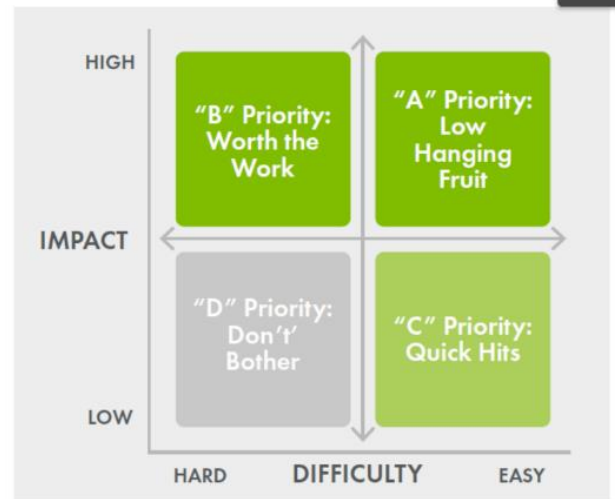 HIGH
“B” Priority:
Worth the
Work
“A” Priority:
Low
Hanging
Fruit
IMPACT
“D” Priority:
Don’t’
Bother
“C” Priority:
Quick Hits
LOW
HARD
DIFFICULTY
EASY